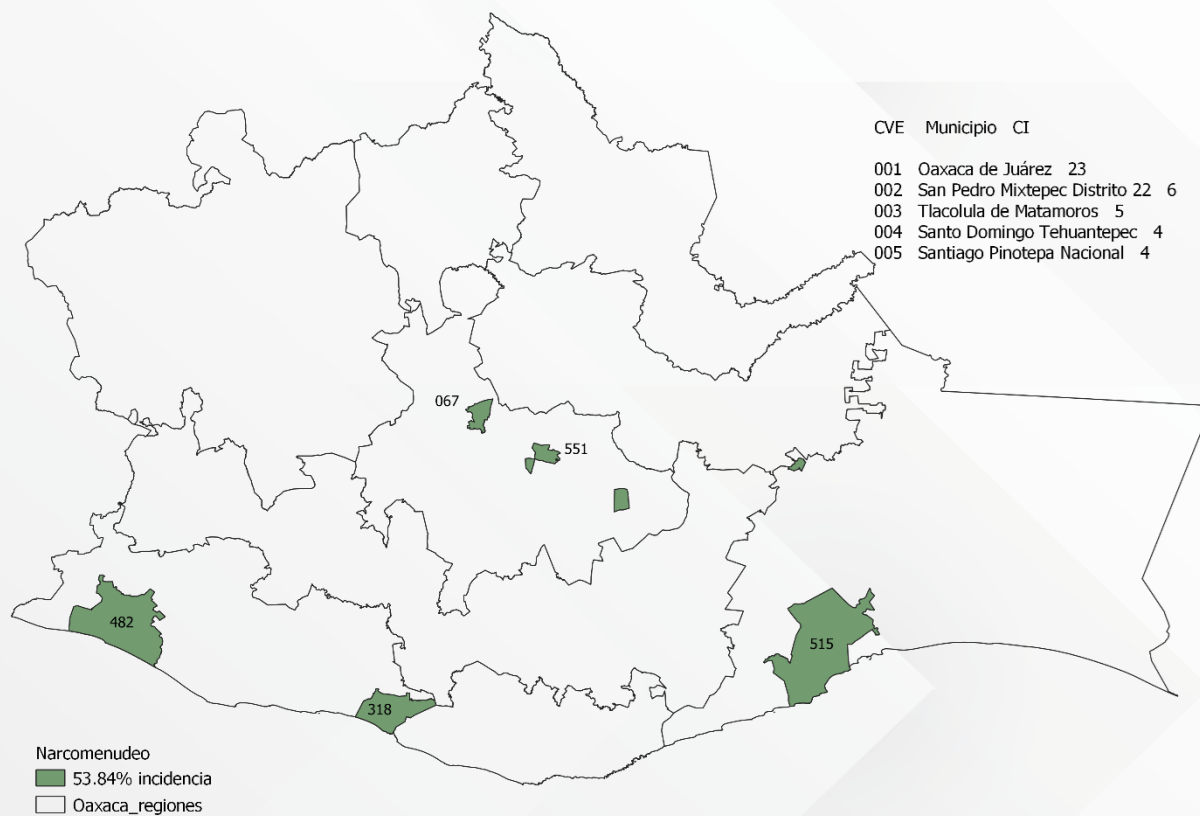 CVE Municipio CI
001 Oaxaca de Juárez 23
002 San Pedro Mixtepec Distrito 22 6
003 Tlacolula de Matamoros 5
004 Santo Domingo Tehuantepec 4
005 Santiago Pinotepa Nacional 4
067
551
482
515
318
Narcomenudeo
53.84% incidencia
Oaxaca_regiones